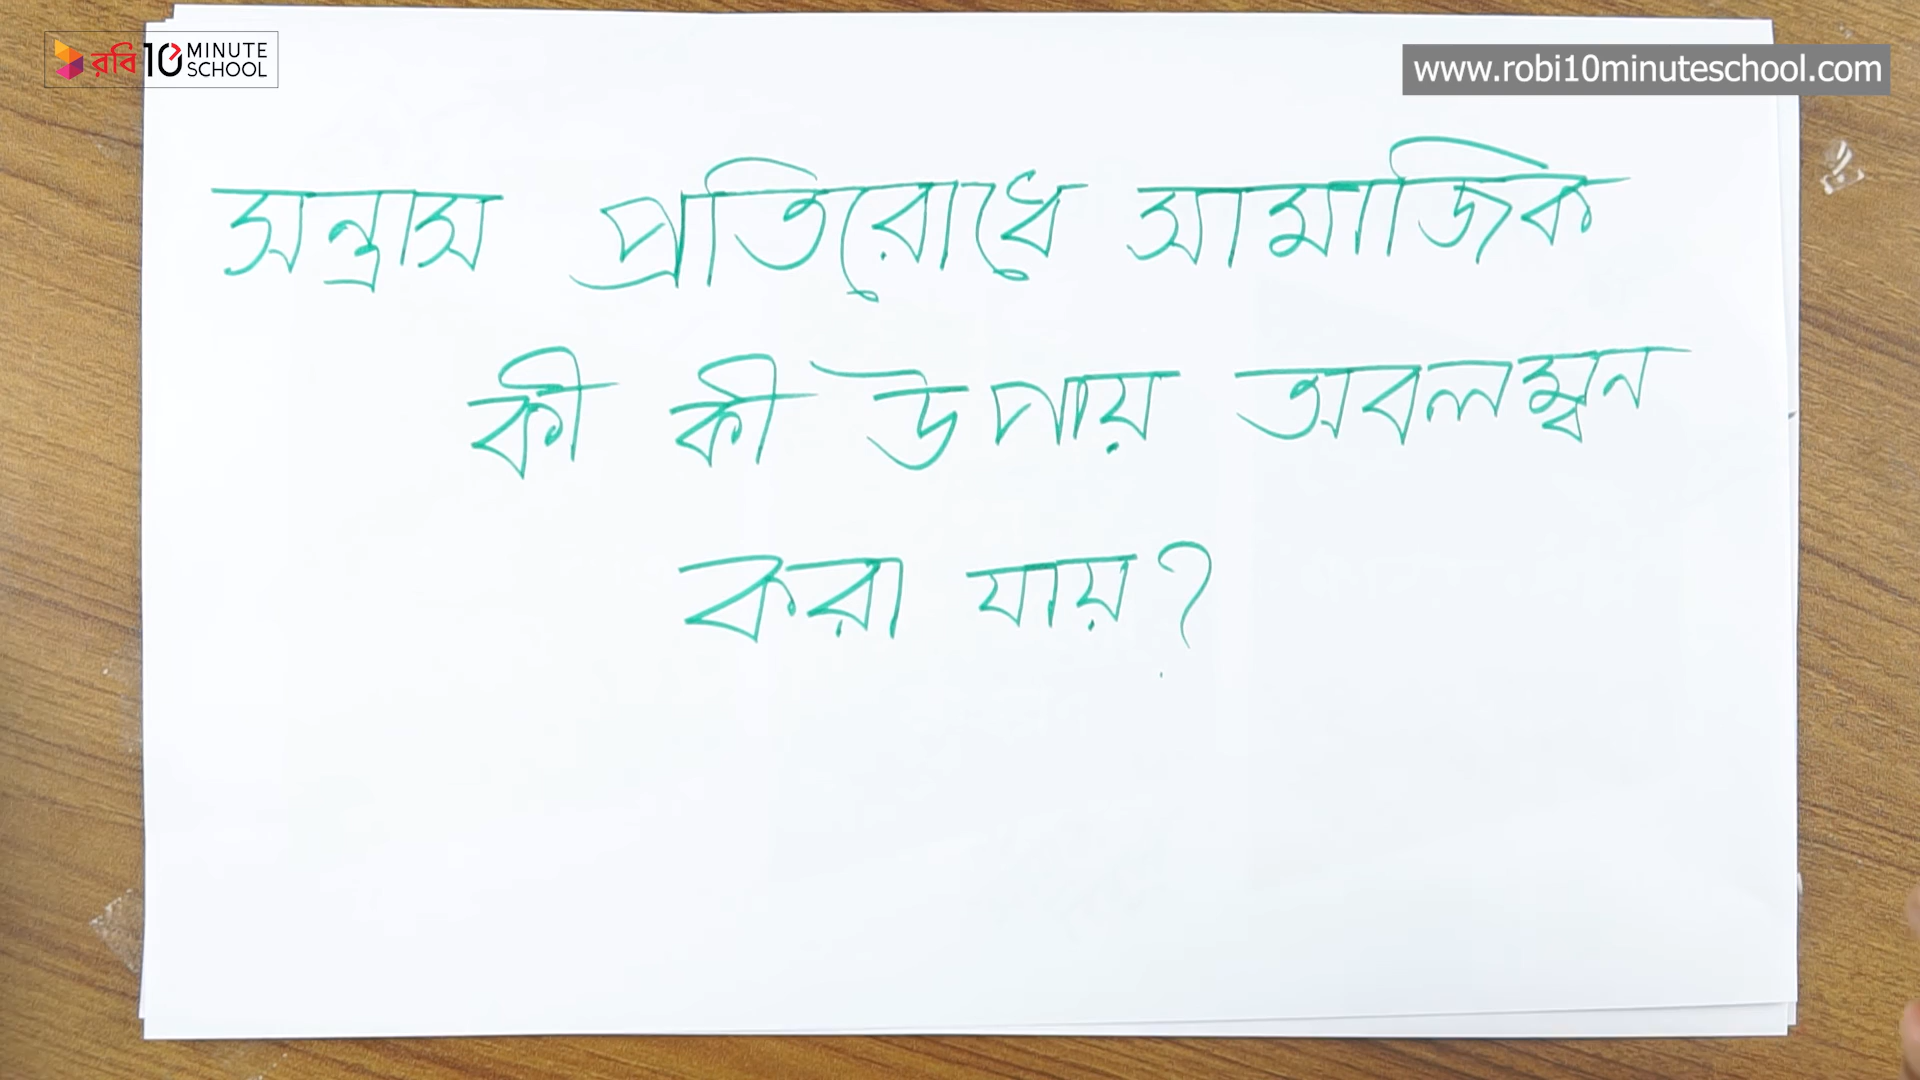 রবি 10 MINUTE SCHOOL
www.robi10minuteschool.com
সন্ত্রাস প্রতিরোধে সামাজিক
কী কী উপায় অবলম্বন
করা যায়?